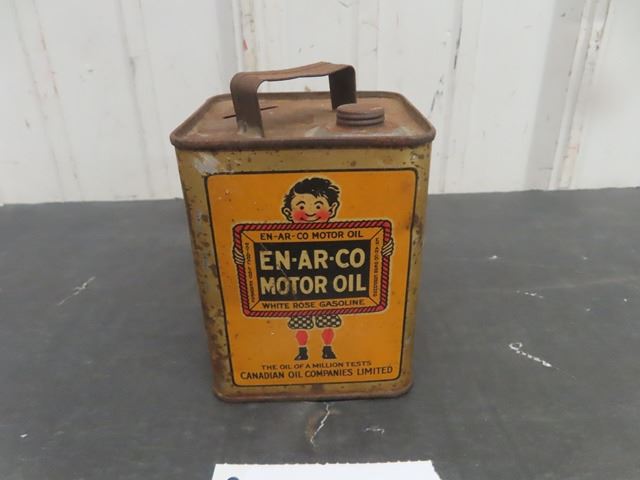 EN-AR-CO MOTOR OIL
EN-AR-CO
MOTOR OIL
WHITE ROSE GASOLINE
THE OIL OF A MILLION TESTS
CANADIAN OIL COMPANIES LIMITED